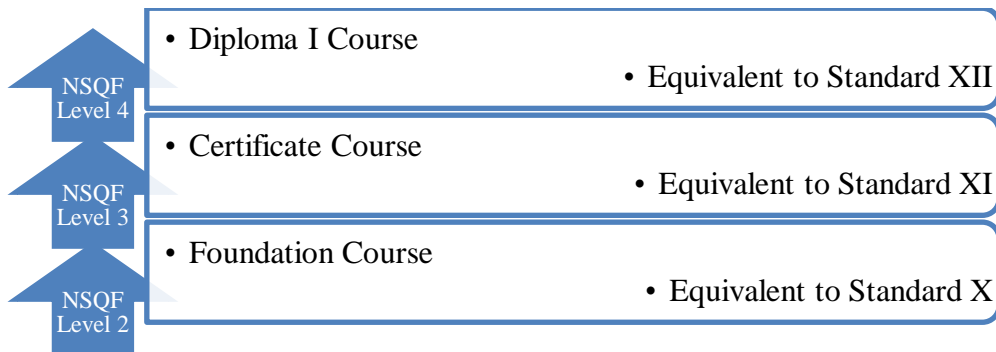 • Diploma I Course
• Equivalent to Standard XII
NSQF
Level 4
• Certificate Course
• Equivalent to Standard XI
NSQF
Level 3
• Foundation Course
• Equivalent to Standard X
NSQF
Level 2